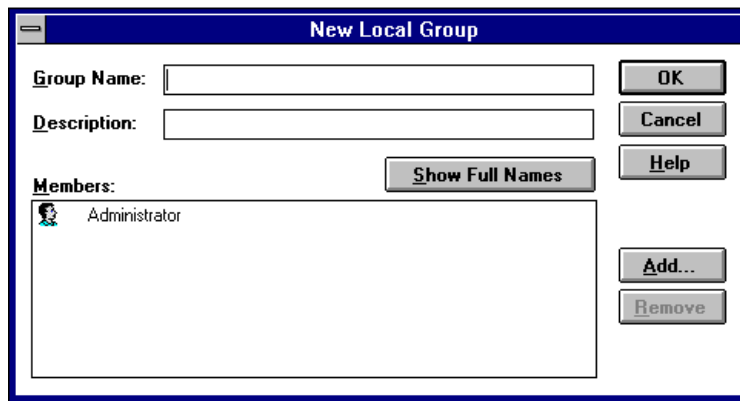 New Local Group
Group Name:
OK
Description:
Cancel
Show Full Names
Help
Members:
Administrator
Add...
Remove